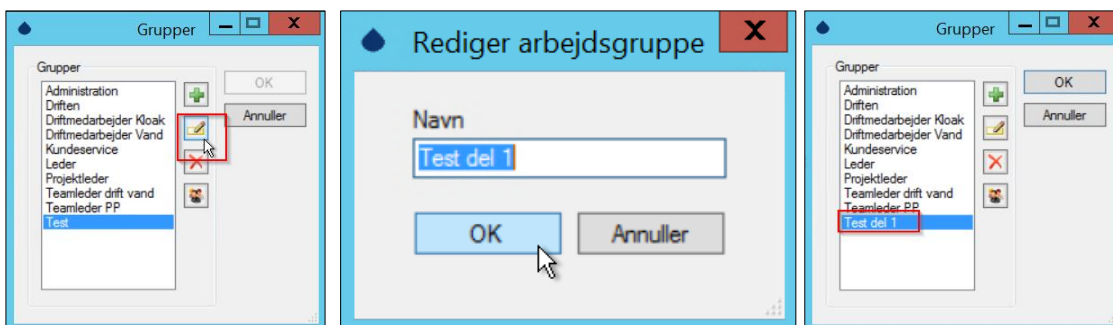 Grupper
Grupper
OK
Annuller
Administration
Driften
Driftmedarbejder Kloak
Driftmedarbejder Vand
Kundeservice
Leder
Projektleder
Teamleder drift vand
Teamleder PP
Test
Rediger arbejdsgruppe
Navn
Test del 1
OK
Annuller
Grupper
Grupper
OK
Annuller
Administration
Driften
Driftmedarbejder Kloak
Driftmedarbejder Vand
Kundeservice
Leder
Projektleder
Teamleder drift vand
Teamleder PP
Test del 1